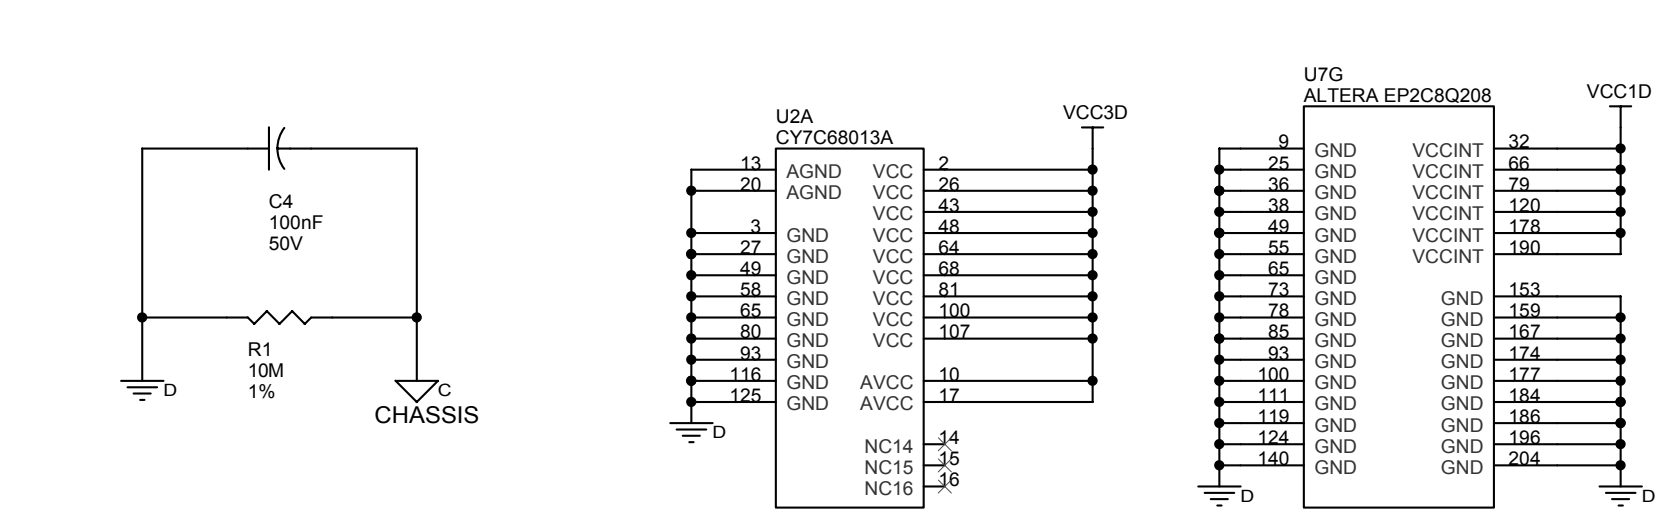 C4
100nF
50V
R1
10M
1%
D
C
CHASSIS
U2A
CY7C68013A
VCC3D
13 AGND VCC 2
20 AGND VCC 26
VCC 43
3 GND VCC 48
27 GND VCC 64
49 GND VCC 68
58 GND VCC 81
65 GND VCC 100
80 GND VCC 107
93 GND
116 GND AVCC 10
125 GND AVCC 17
D
NC14 14
NC15 15
NC16 16
U7G
ALTERA EP2C8Q208
VCC1D
9 GND VCCINT 32
25 GND VCCINT 66
36 GND VCCINT 79
38 GND VCCINT 120
49 GND VCCINT 178
55 GND VCCINT 190
65 GND
73 GND GND 153
78 GND GND 159
85 GND GND 167
93 GND GND 174
100 GND GND 177
111 GND GND 184
119 GND GND 186
124 GND GND 196
140 GND GND 204
D
D